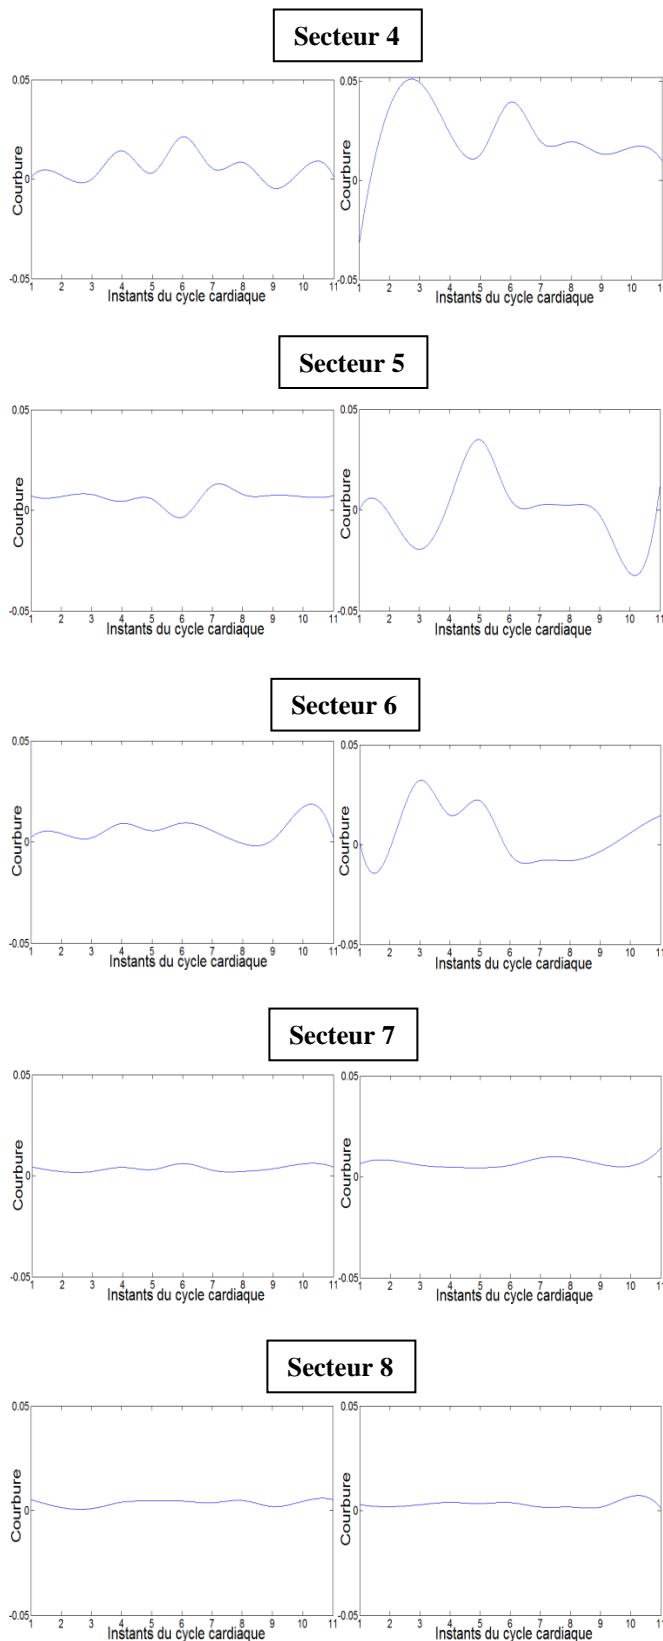 Secteur 4
0.05 0.05
Courbure 0 Courbure 0
-0.05 -0.05
1 2 3 4 5 6 7 8 9 10 11 1 2 3 4 5 6 7 8 9 10 1
Instants du cycle cardiaque Instants du cycle cardiaque
Secteur 5
0.05 0.05
Courbure 0 Courbure 0
-0.05 -0.05
1 2 3 4 5 6 7 8 9 10 11 1 2 3 4 5 6 7 8 9 10 11
Instants du cycle cardiaque Instants du cycle cardiaque
Secteur 6
0.05 0.05
Courbure 0 Courbure 0
-0.05 -0.05
1 2 3 4 5 6 7 8 9 10 11 1 2 3 4 5 6 7 8 9 10 11
Instants du cycle cardiaque Instants du cycle cardiaque
Secteur 7
0.05 0.05
Courbure 0 Courbure 0
-0.05 -0.05
1 2 3 4 5 6 7 8 9 10 11 1 2 3 4 5 6 7 8 9 10 11
Instants du cycle cardiaque Instants du cycle cardiaque
Secteur 8
0.05 0.05
Courbure 0 Courbure 0
-0.05 -0.05
1 2 3 4 5 6 7 8 9 10 11 1 2 3 4 5 6 7 8 9 10 11
Instants du cycle cardiaque Instants du cycle cardiaque